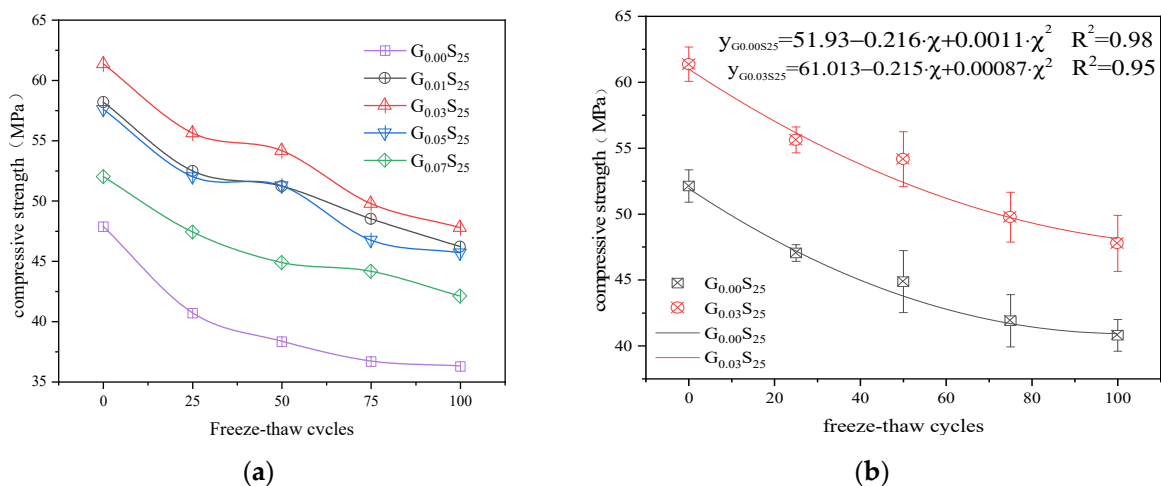 65
60
55
50
45
40
35
0 25 50 75 100
compressive strength（MPa）
Freeze-thaw cycles
G0.00S25
G0.01S25
G0.03S25
G0.05S25
G0.07S25
(a)
yG0.00S25=51.93–0.216·χ+0.0011·χ² R²=0.98
yG0.03S25=61.013–0.215·χ+0.00087·χ² R²=0.95
65
60
55
50
45
40
0 20 40 60 80 100
compressive strength（MPa）
freeze-thaw cycles
G0.00S25
G0.03S25
G0.00S25
G0.03S25
(b)